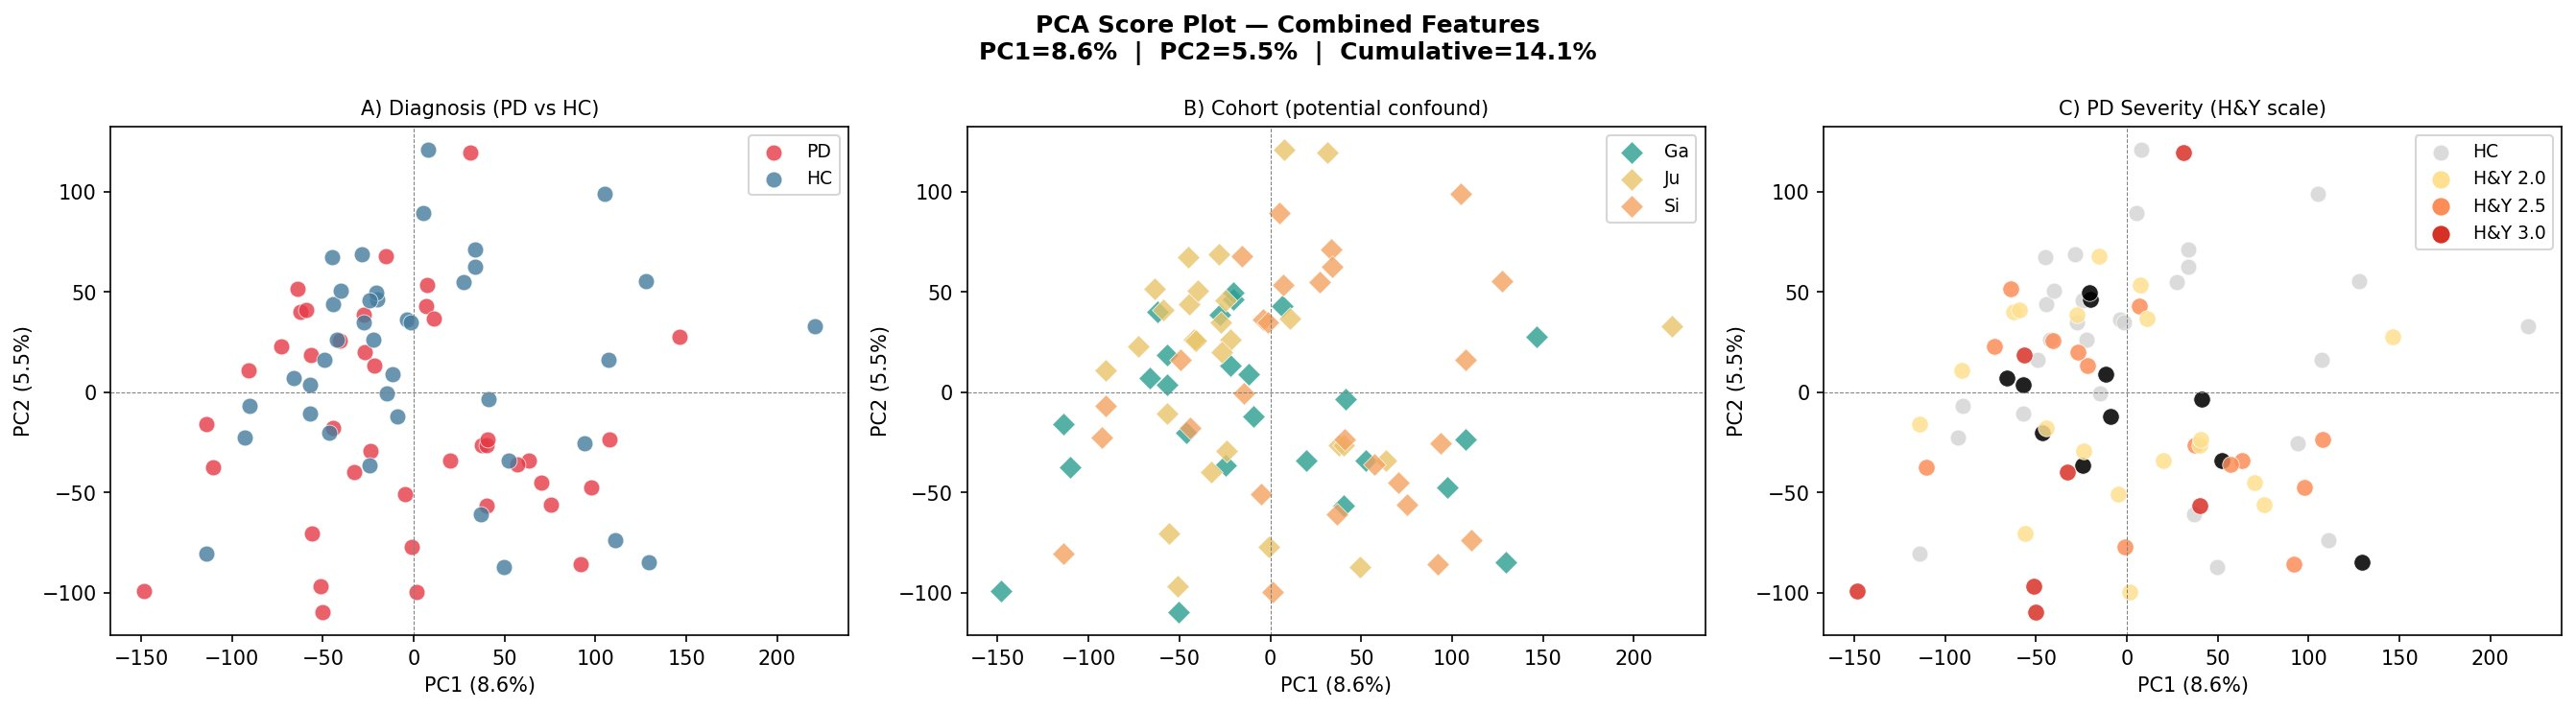 PCA Score Plot — Combined Features
PC1=8.6%  |  PC2=5.5%  |  Cumulative=14.1%
A) Diagnosis (PD vs HC)
PD
HC
100
50
0
−50
−100
PC2 (5.5%)
−150
−100
−50
0
50
100
150
200
PC1 (8.6%)
B) Cohort (potential confound)
Ga
Ju
Si
100
50
0
−50
−100
PC2 (5.5%)
−150
−100
−50
0
50
100
150
200
PC1 (8.6%)
C) PD Severity (H&Y scale)
HC
H&Y 2.0
H&Y 2.5
H&Y 3.0
100
50
0
−50
−100
PC2 (5.5%)
−150
−100
−50
0
50
100
150
200
PC1 (8.6%)